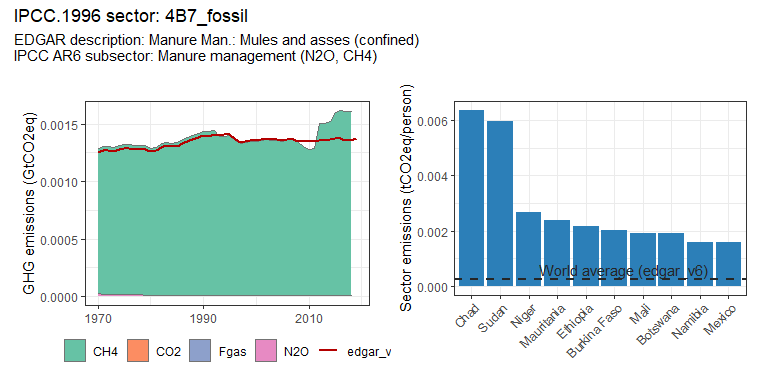 IPCC.1996 sector: 4B7_fossil
EDGAR description: Manure Man.: Mules and asses (confined)
IPCC AR6 subsector: Manure management (N2O, CH4)
GHG emissions (GtCO2eq)
0.0015
0.0010
0.0005
0.0000
1970
1990
2010
CH4
CO2
Fgas
N2O
edgar_v
Sector emissions (tCO2eq/person)
0.006
0.004
0.002
0.000
World average (edgar_v6)
Chad
Sudan
Niger
Mauritania
Ethiopia
Burkina Faso
Mali
Botswana
Namibia
Mexico